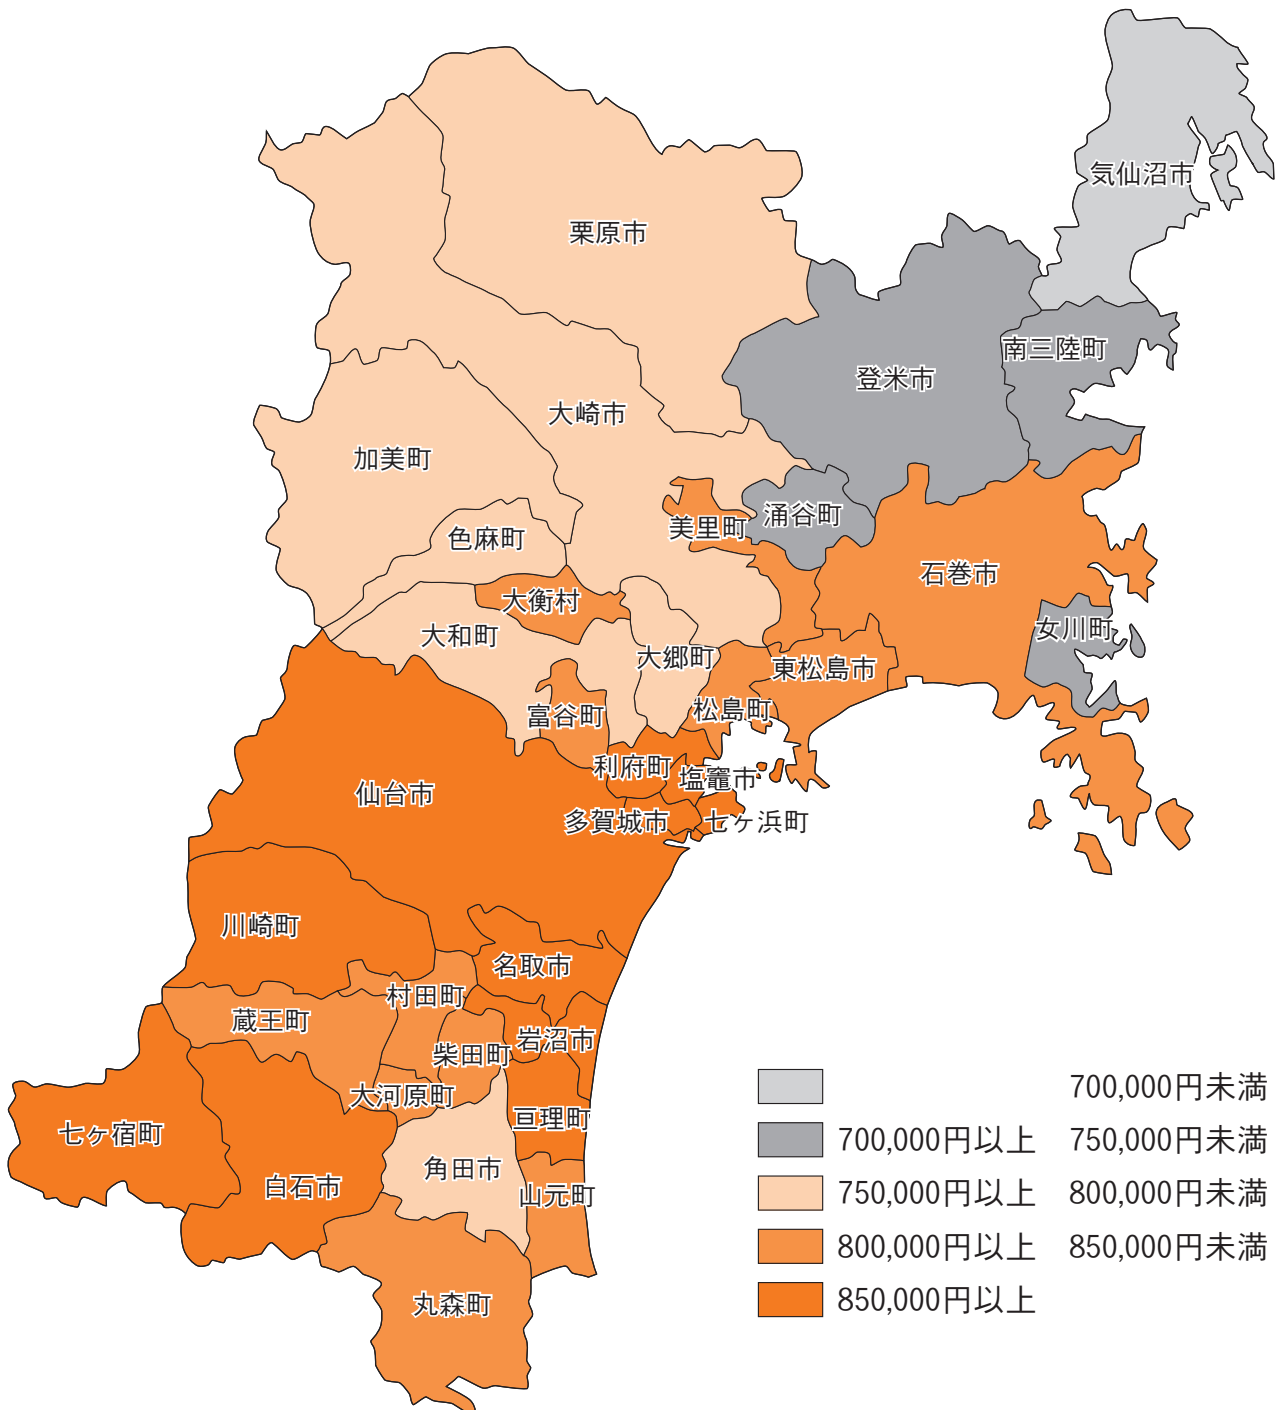 気仙沼市
栗原市
南三陸町
登米市
大崎市
加美町
涌谷町
美里町
色麻町
石巻市
大衡村
女川町
大和町
大郷町
東松島市
松島町
富谷町
利府町
塩竈市
仙台市
多賀城市
七ヶ浜町
川崎町
名取市
村田町
蔵王町
岩沼市
柴田町
大河原町
亘理町
七ヶ宿町
角田市
白石市
山元町
丸森町
700,000円未満
700,000円以上 750,000円未満
750,000円以上 800,000円未満
800,000円以上 850,000円未満
850,000円以上